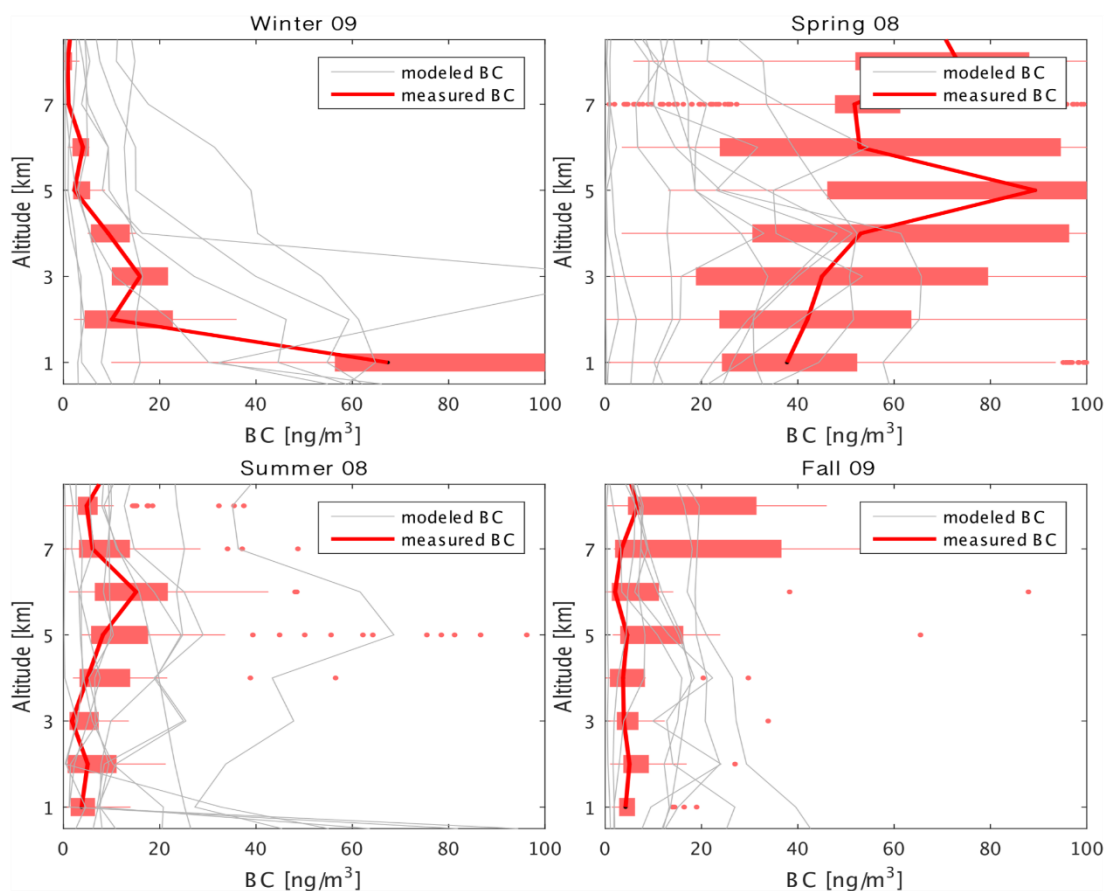 Winter 09
modeled BC
measured BC
Altitude [km]
7
5
3
1
0 20 40 60 80 100
BC [ng/m³]
Spring 08
modeled BC
measured BC
Altitude [km]
7
5
3
1
0 20 40 60 80 100
BC [ng/m³]
Summer 08
modeled BC
measured BC
Altitude [km]
7
5
3
1
0 20 40 60 80 100
BC [ng/m³]
Fall 09
modeled BC
measured BC
Altitude [km]
7
5
3
1
0 20 40 60 80 100
BC [ng/m³]